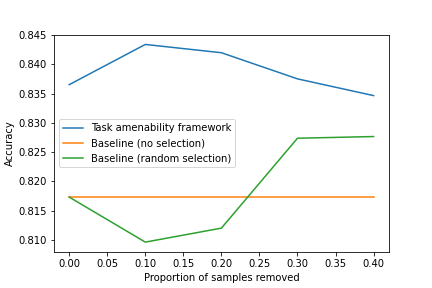 0.845
0.840
0.835
0.830
0.825
0.820
0.815
0.810
Accuracy
Task amenability framework
Baseline (no selection)
Baseline (random selection)
0.00 0.05 0.10 0.15 0.20 0.25 0.30 0.35 0.40
Proportion of samples removed